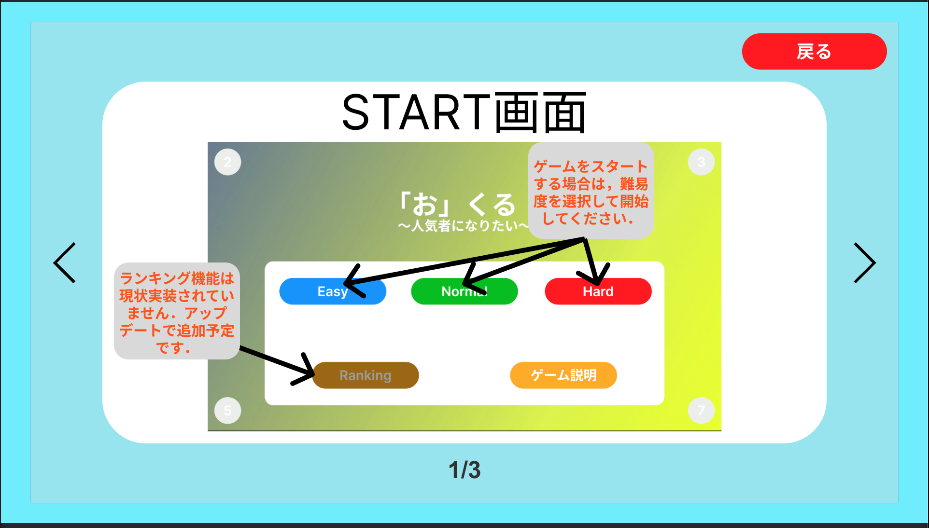 戻る
START画面
2
3
ゲームをスタート
する場合は，難易
度を選択して開始
してください．
「お」くる
～人気者になりたい～
ランキング機能は
現状実装されてい
ません．アップ
デートで追加予定
です．
Easy
Normal
Hard
Ranking
ゲーム説明
5
7
1/3